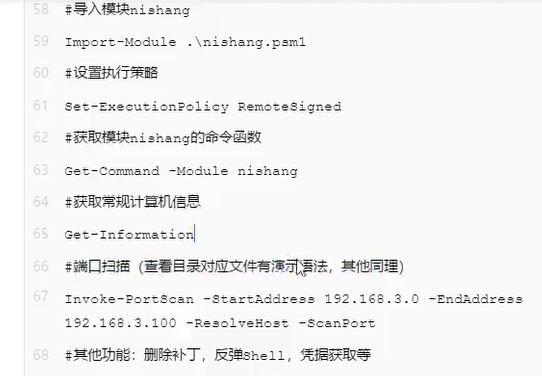 58 #导入模块nishang
59 Import-Module .\nishang.psm1
60 #设置执行策略
61 Set-ExecutionPolicy RemoteSigned
62 #获取模块nishang的命令函数
63 Get-Command -Module nishang
64 #获取常规计算机信息
65 Get-Information
66 #端口扫描（查看目录对应文件有演示语法，其他同理）
67 Invoke-PortScan -StartAddress 192.168.3.0 -EndAddress
192.168.3.100 -ResolveHost -ScanPort
68 #其他功能：删除补丁，反弹Shell，凭据获取等